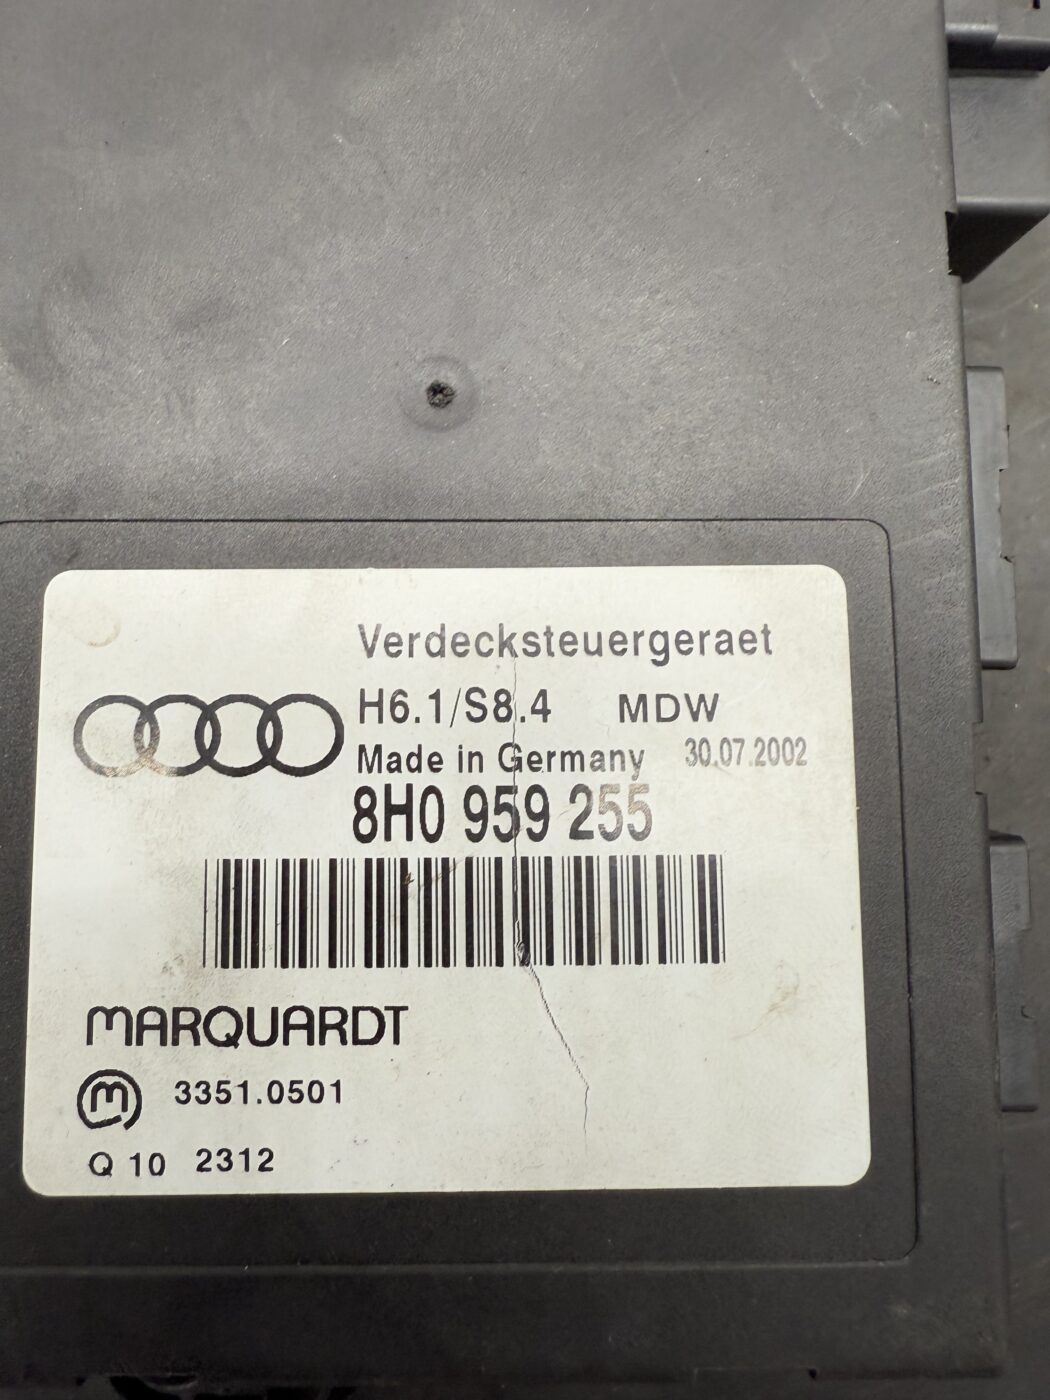 Verdecksteuergeraet
H6.1/S8.4 MDW
Made in Germany 30.07.2002
8H0 959 255
MARQUARDT
m 3351.0501
Q 10 2312